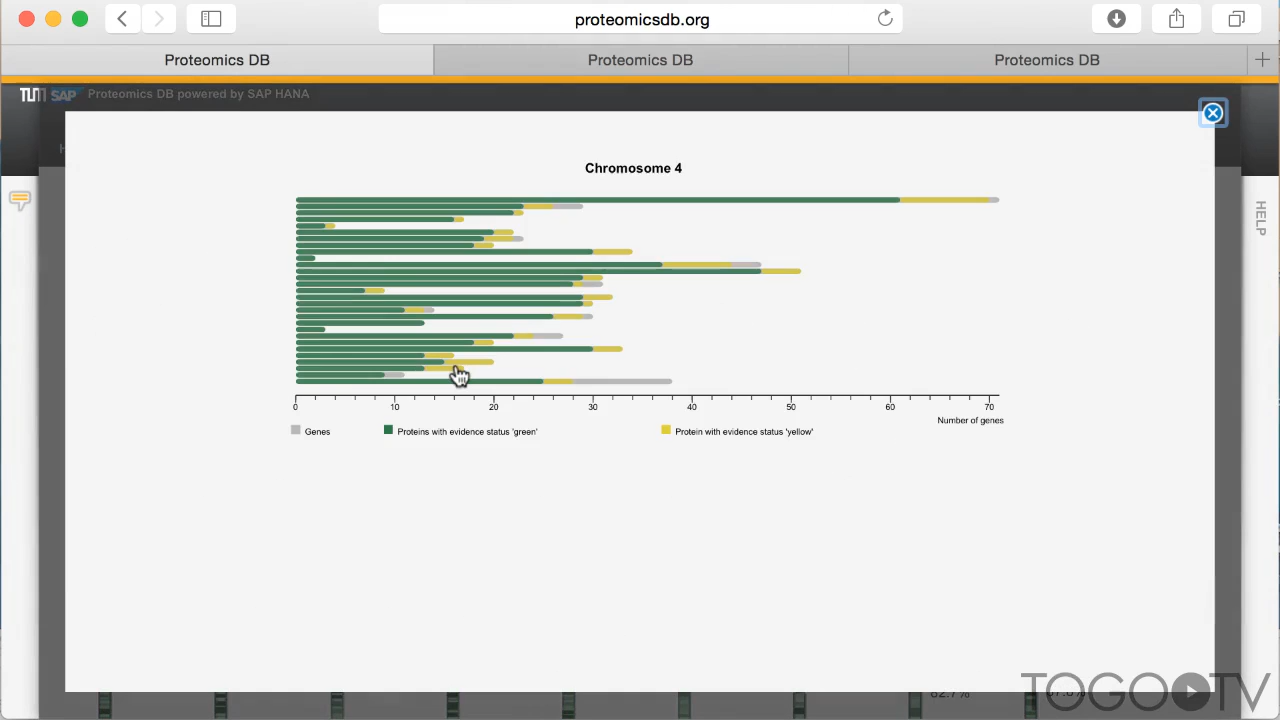 proteomicsdb.org
Proteomics DB
Proteomics DB
Proteomics DB
TUM SAP Proteomics DB powered by SAP HANA
HELP
Chromosome 4
0 10 20 30 40 50 60 70
Number of genes
Genes
Proteins with evidence status 'green'
Protein with evidence status 'yellow'
TOGO TV